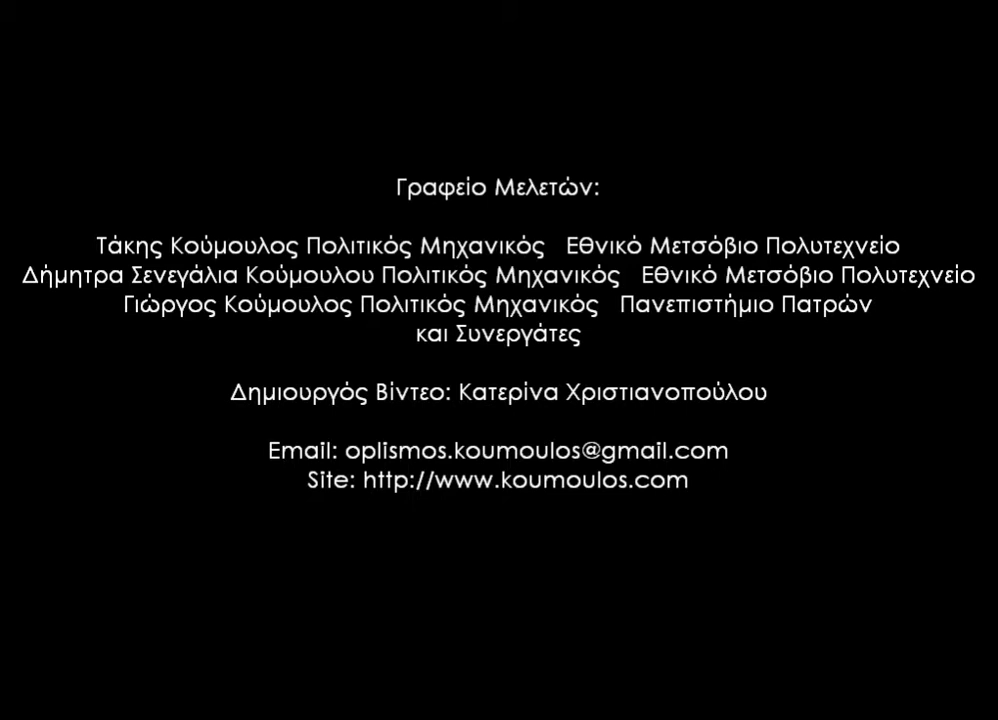 Γραφείο Μελετών:
Τάκης Κούμουλος Πολιτικός Μηχανικός Εθνικό Μετσόβιο Πολυτεχνείο
Δήμητρα Σενεγάλια Κούμουλου Πολιτικός Μηχανικός Εθνικό Μετσόβιο Πολυτεχνείο
Γιώργος Κούμουλος Πολιτικός Μηχανικός Πανεπιστήμιο Πατρών
και Συνεργάτες
Δημιουργός Βίντεο: Κατερίνα Χριστιανοπούλου
Email: oplismos.koumoulos@gmail.com
Site: http://www.koumoulos.com